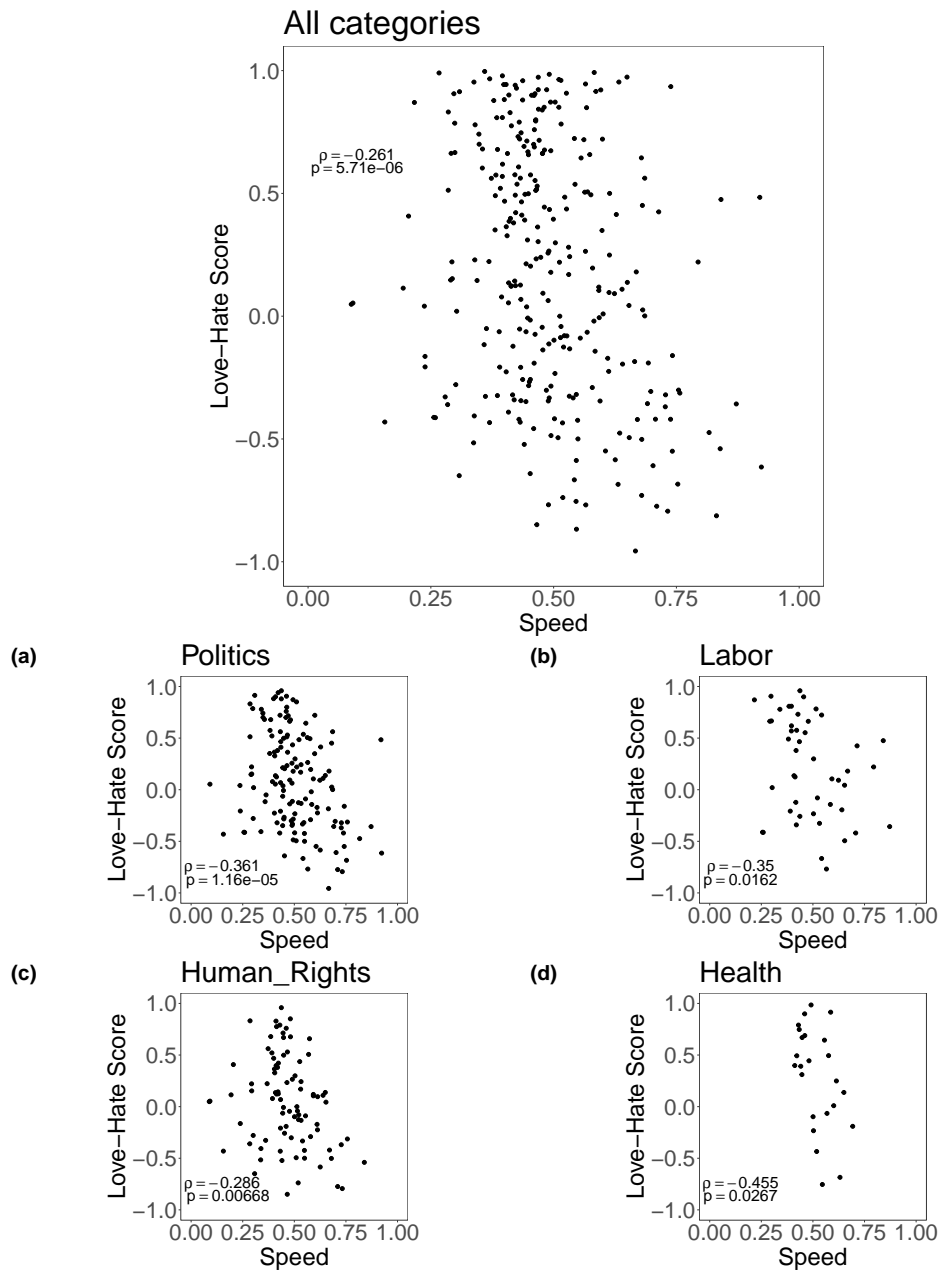 All categories
1.0
0.5
0.0
−0.5
−1.0
Love−Hate Score
ρ = −0.261
p = 5.71e−06
0.00 0.25 0.50 0.75 1.00
Speed
(a)
Politics
1.0
0.5
0.0
−0.5
−1.0
Love−Hate Score
ρ = −0.361
p = 1.16e−05
0.00 0.25 0.50 0.75 1.00
Speed
(b)
Labor
1.0
0.5
0.0
−0.5
−1.0
Love−Hate Score
ρ = −0.35
p = 0.0162
0.00 0.25 0.50 0.75 1.00
Speed
(c)
Human_Rights
1.0
0.5
0.0
−0.5
−1.0
Love−Hate Score
ρ = −0.286
p = 0.00668
0.00 0.25 0.50 0.75 1.00
Speed
(d)
Health
1.0
0.5
0.0
−0.5
−1.0
Love−Hate Score
ρ = −0.455
p = 0.0267
0.00 0.25 0.50 0.75 1.00
Speed